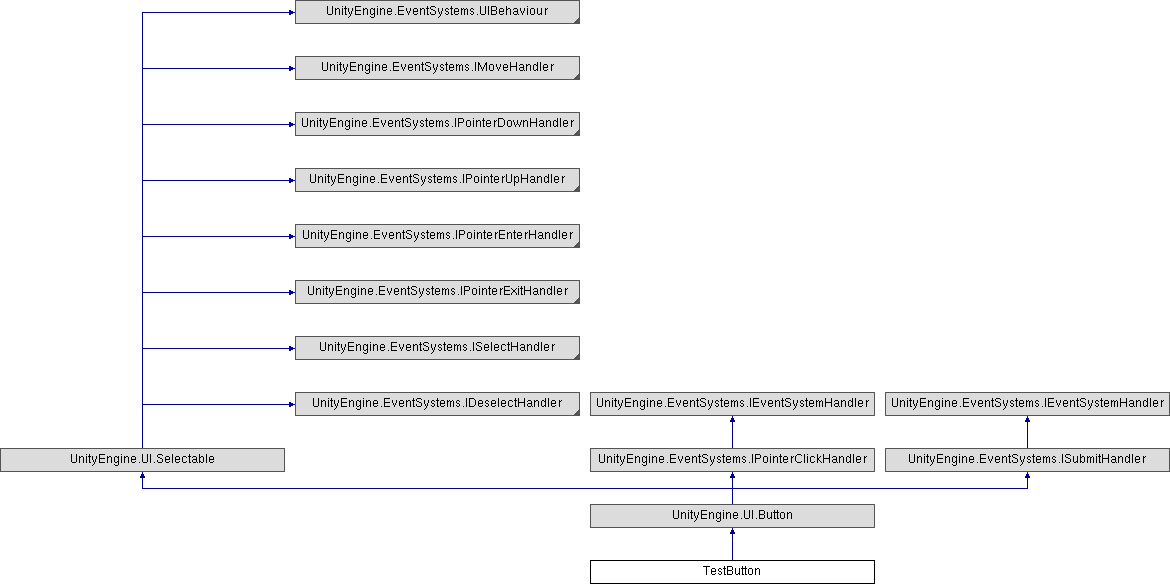 UnityEngine.EventSystems.UIBehaviour
UnityEngine.EventSystems.IMoveHandler
UnityEngine.EventSystems.IPointerDownHandler
UnityEngine.EventSystems.IPointerUpHandler
UnityEngine.EventSystems.IPointerEnterHandler
UnityEngine.EventSystems.IPointerExitHandler
UnityEngine.EventSystems.ISelectHandler
UnityEngine.EventSystems.IDeselectHandler
UnityEngine.EventSystems.IEventSystemHandler
UnityEngine.EventSystems.IEventSystemHandler
UnityEngine.UI.Selectable
UnityEngine.EventSystems.IPointerClickHandler
UnityEngine.EventSystems.ISubmitHandler
UnityEngine.UI.Button
TestButton